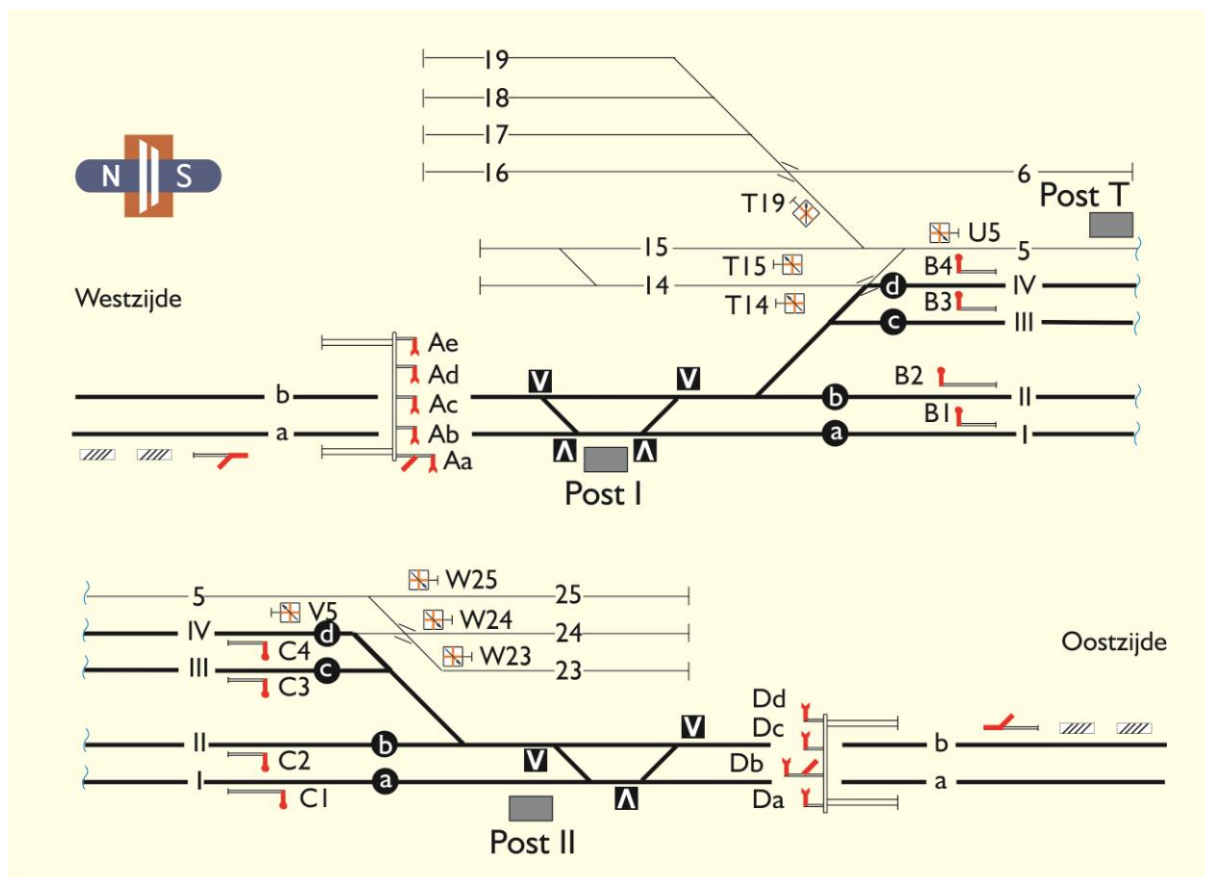 19
18
17
16 6
Post T
N S
T19
U5
15 5
T15 B4
14 d IV
T14 B3
c III
Westzijde
Ae
Ad V V B2
b Ac b II
Ab B1
a a I
Aa V V
Post I
W25
5 25
V5 W24
IV d 24
C4 W23
III c 23
C3
Oostzijde
Dd
V Dc
II b b
C2 V Db
I a a
C1 V Da
Post II